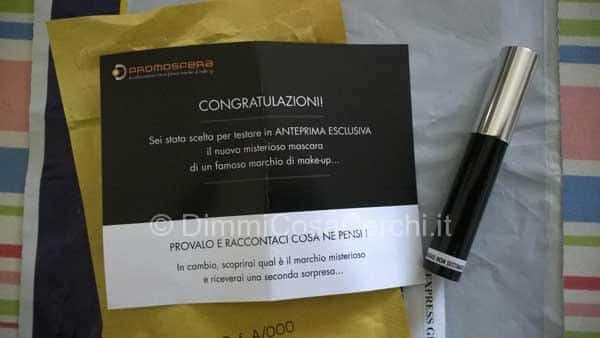 PROMOSFERA
CONGRATULAZIONI!
Sei stata scelta per testare in ANTEPRIMA ESCLUSIVA
il nuovo misterioso mascara
di un famoso marchio di make-up...
© DimmiCosaCerchi.it
PROVALO E RACCONTACI COSA NE PENSI!
In cambio, scoprirai qual è il marchio misterioso
e riceverai una seconda sorpresa...
A/000
EXPRESS